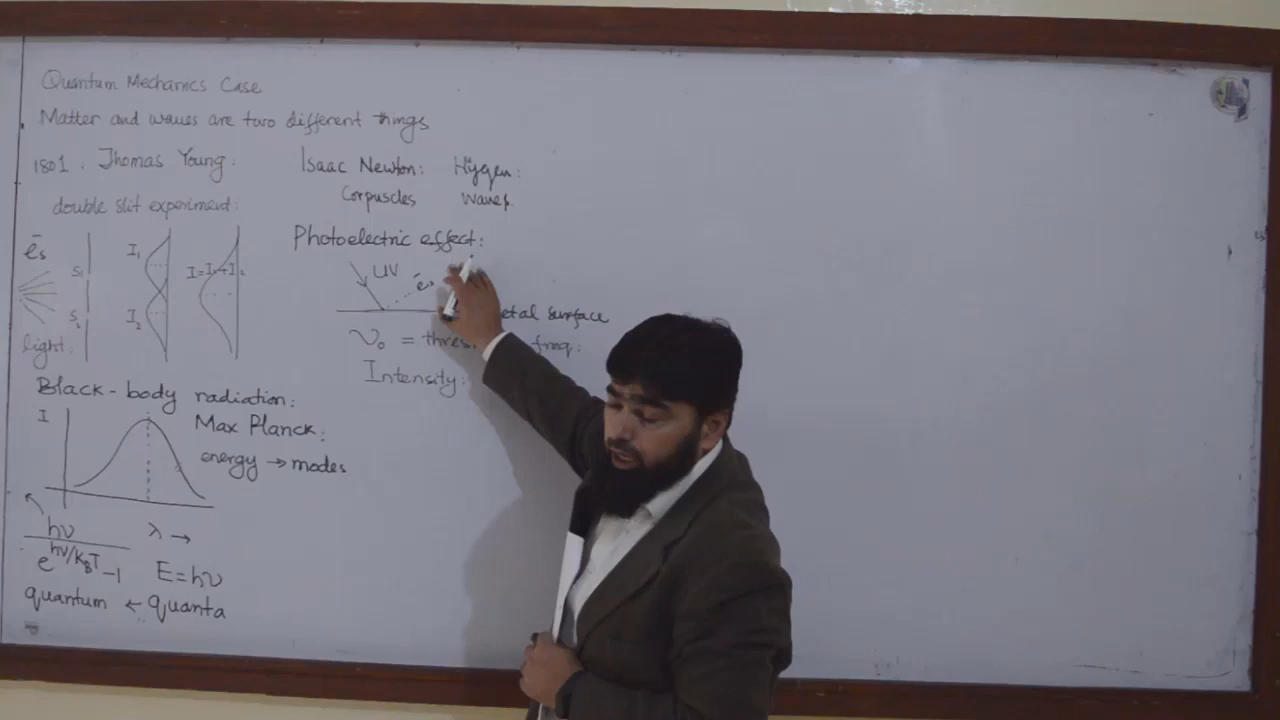 Quantum Mechanics Case
Matter and waves are two different things
1801. Thomas Young:
double slit experiment:
ēs
S1
S2
light:
I1
I2
I=I1+I2
Black-body radiation:
I
Max Planck:
energy → modes
hν
e^hν/kBT -1
λ →
E=hν
quantum ← quanta
Isaac Newton: Hygen:
Corpuscles waves
Photoelectric effect:
UV
ē
etal surface
ν0 = thres freq:
Intensity: